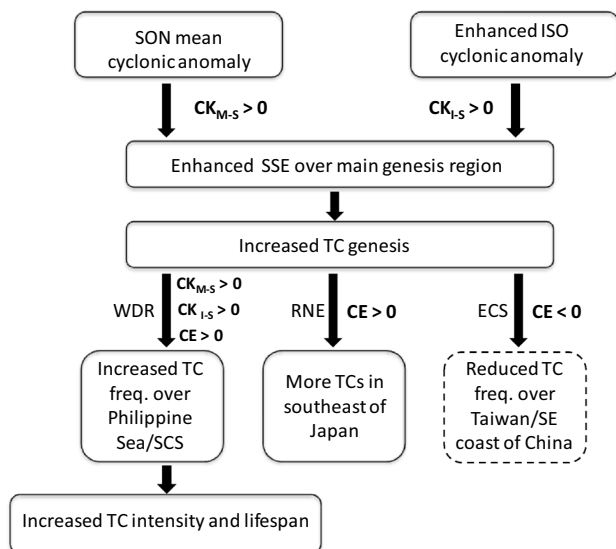 SON mean
cyclonic anomaly
Enhanced ISO
cyclonic anomaly
CK_M-S > 0
CK_I-S > 0
Enhanced SSE over main genesis region
Increased TC genesis
WDR
CK_M-S > 0
CK_I-S > 0
CE > 0
RNE
CE > 0
ECS
CE < 0
Increased TC
freq. over
Philippine
Sea/SCS
More TCs in
southeast of
Japan
Reduced TC
freq. over
Taiwan/SE
coast of China
Increased TC intensity and lifespan